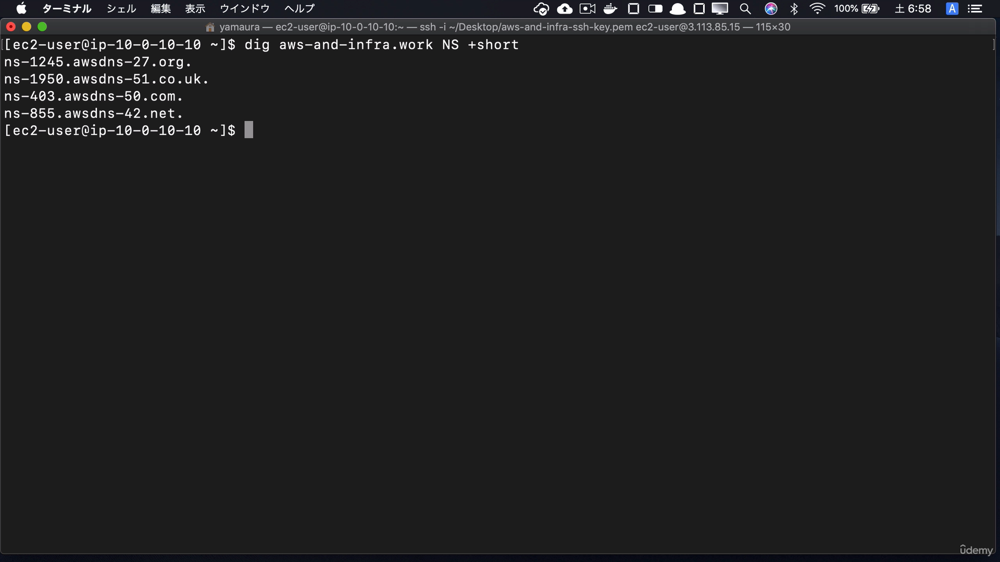 ターミナル シェル 編集 表示 ウインドウ ヘルプ 100% 土 6:58 A
yamaura — ec2-user@ip-10-0-10-10:~ — ssh -i ~/Desktop/aws-and-infra-ssh-key.pem ec2-user@3.113.85.15 — 115×30
[[ec2-user@ip-10-0-10-10 ~]$ dig aws-and-infra.work NS +short ]
ns-1245.awsdns-27.org.
ns-1950.awsdns-51.co.uk.
ns-403.awsdns-50.com.
ns-855.awsdns-42.net.
[ec2-user@ip-10-0-10-10 ~]$
ûdemy